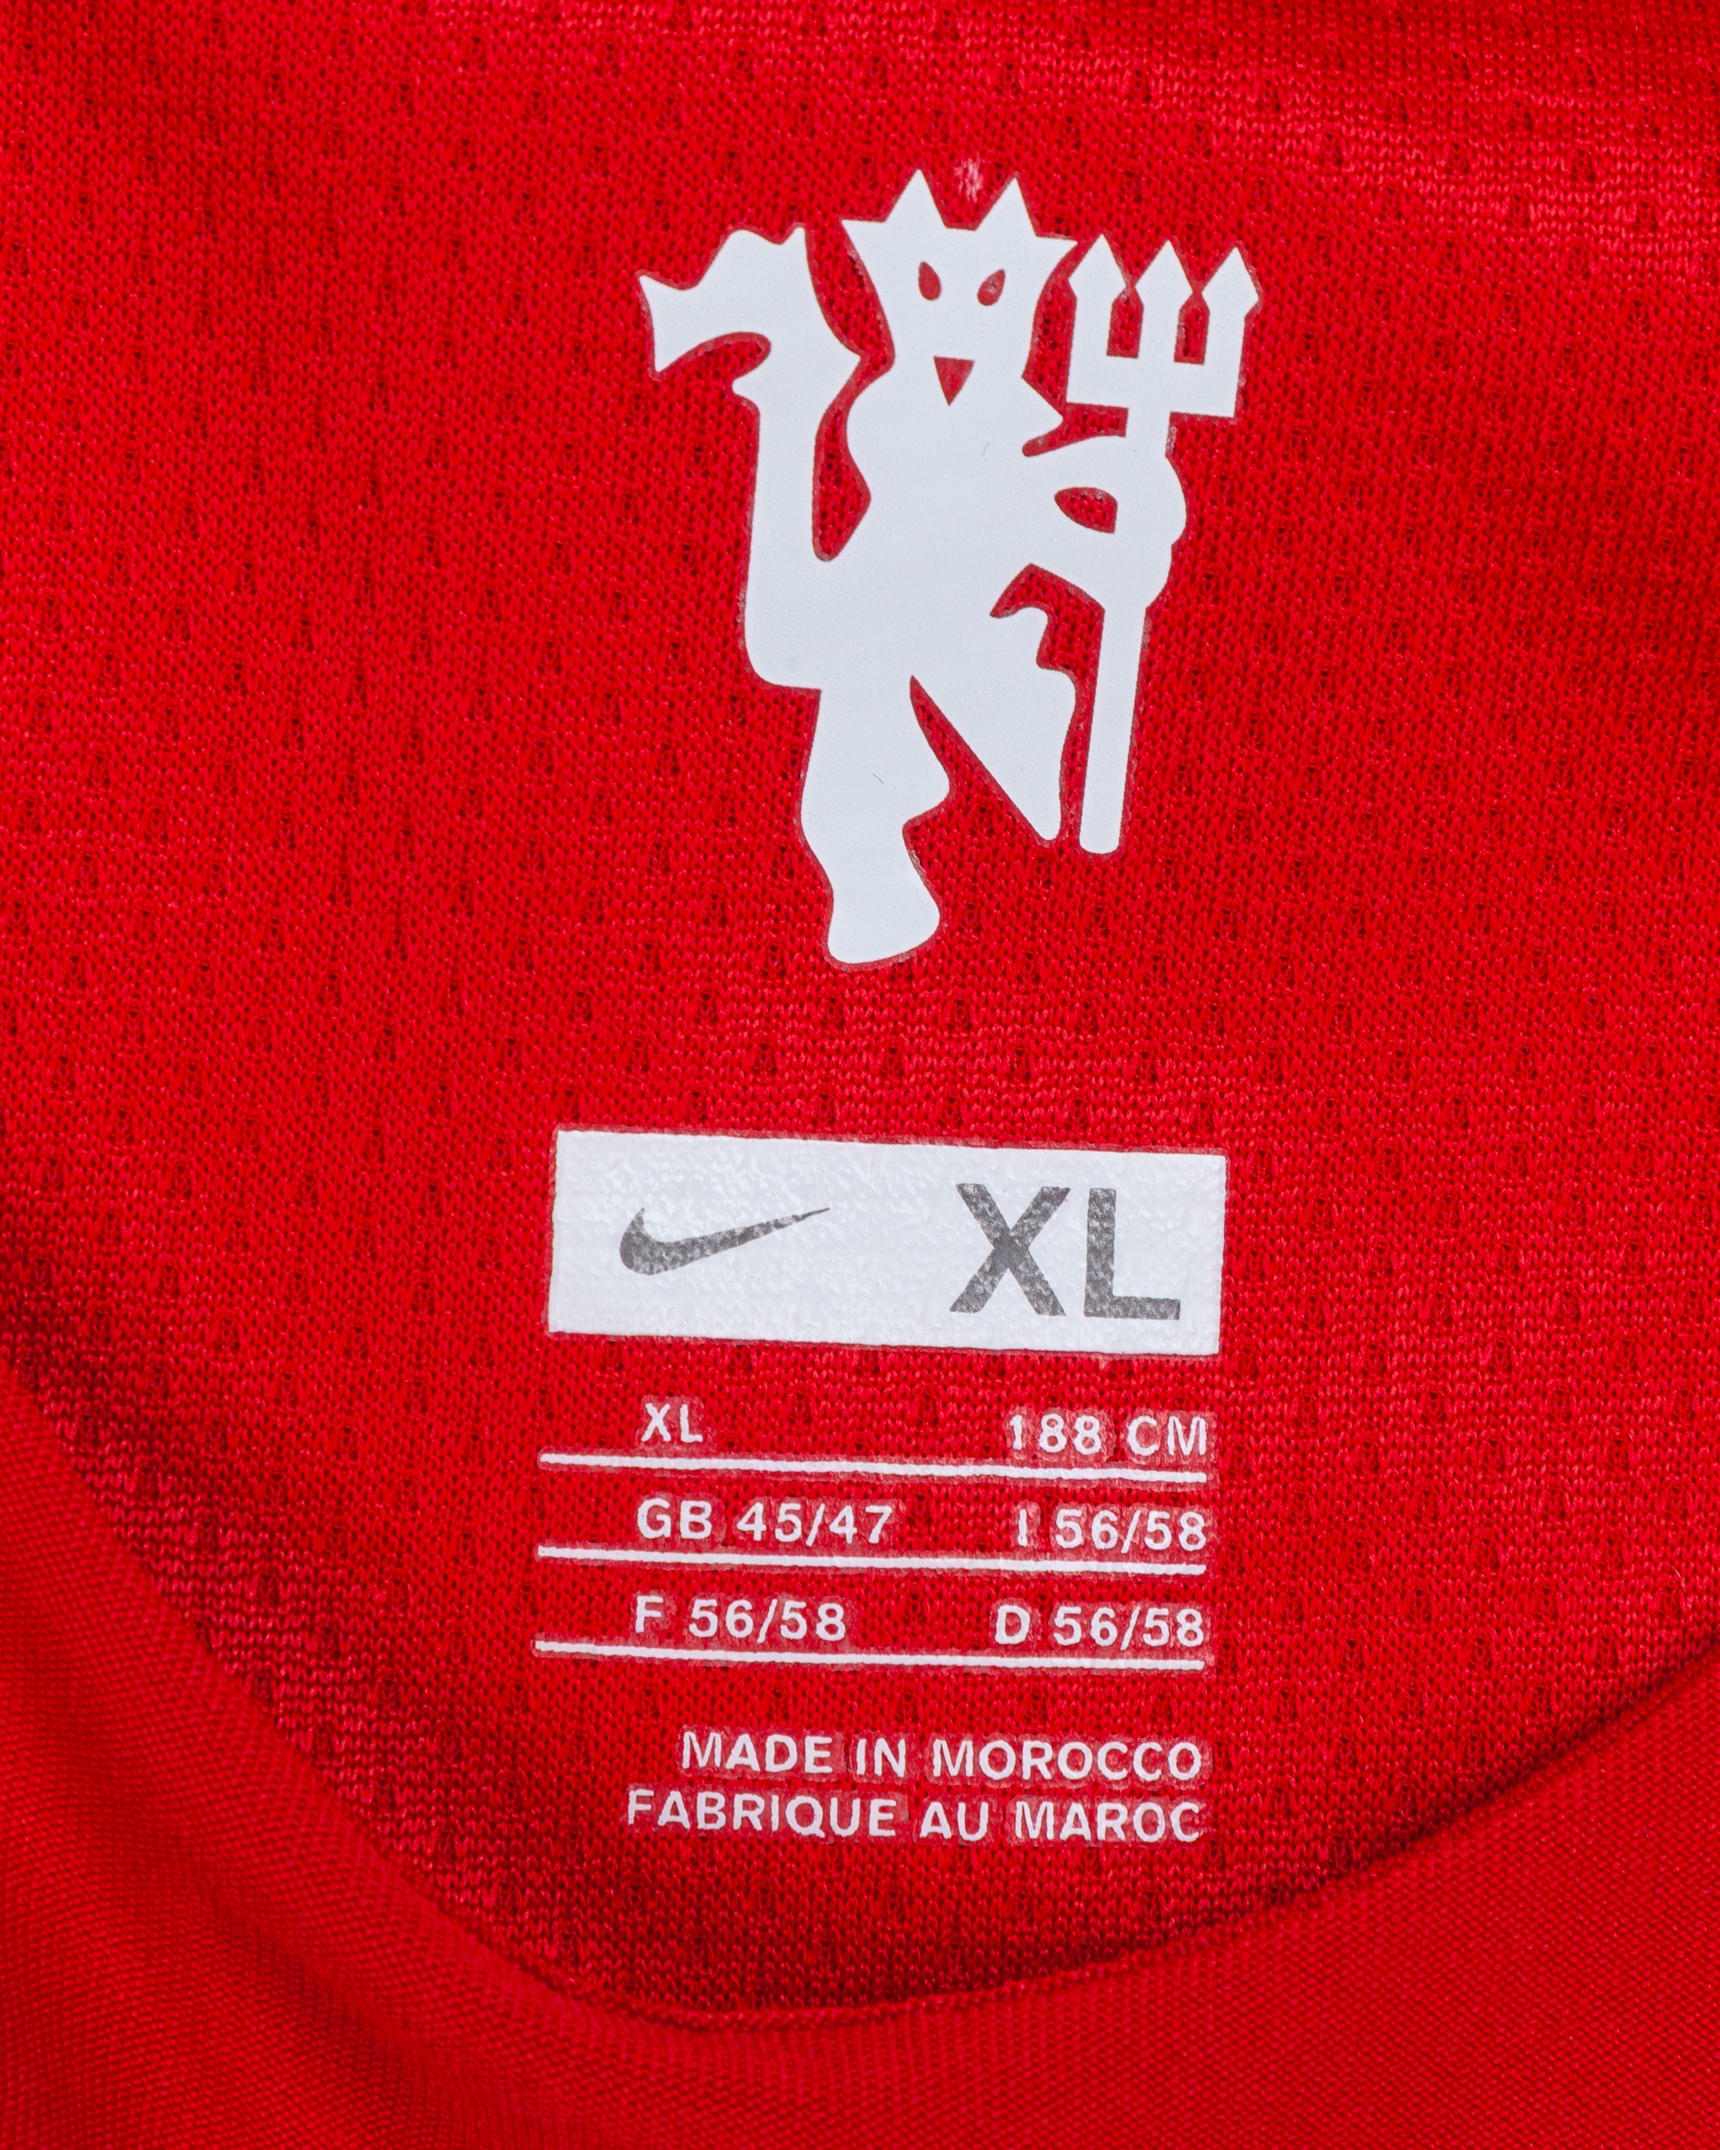 XL
XL 188 CM
GB 45/47 I 56/58
F 56/58 D 56/58
MADE IN MOROCCO
FABRIQUE AU MAROC